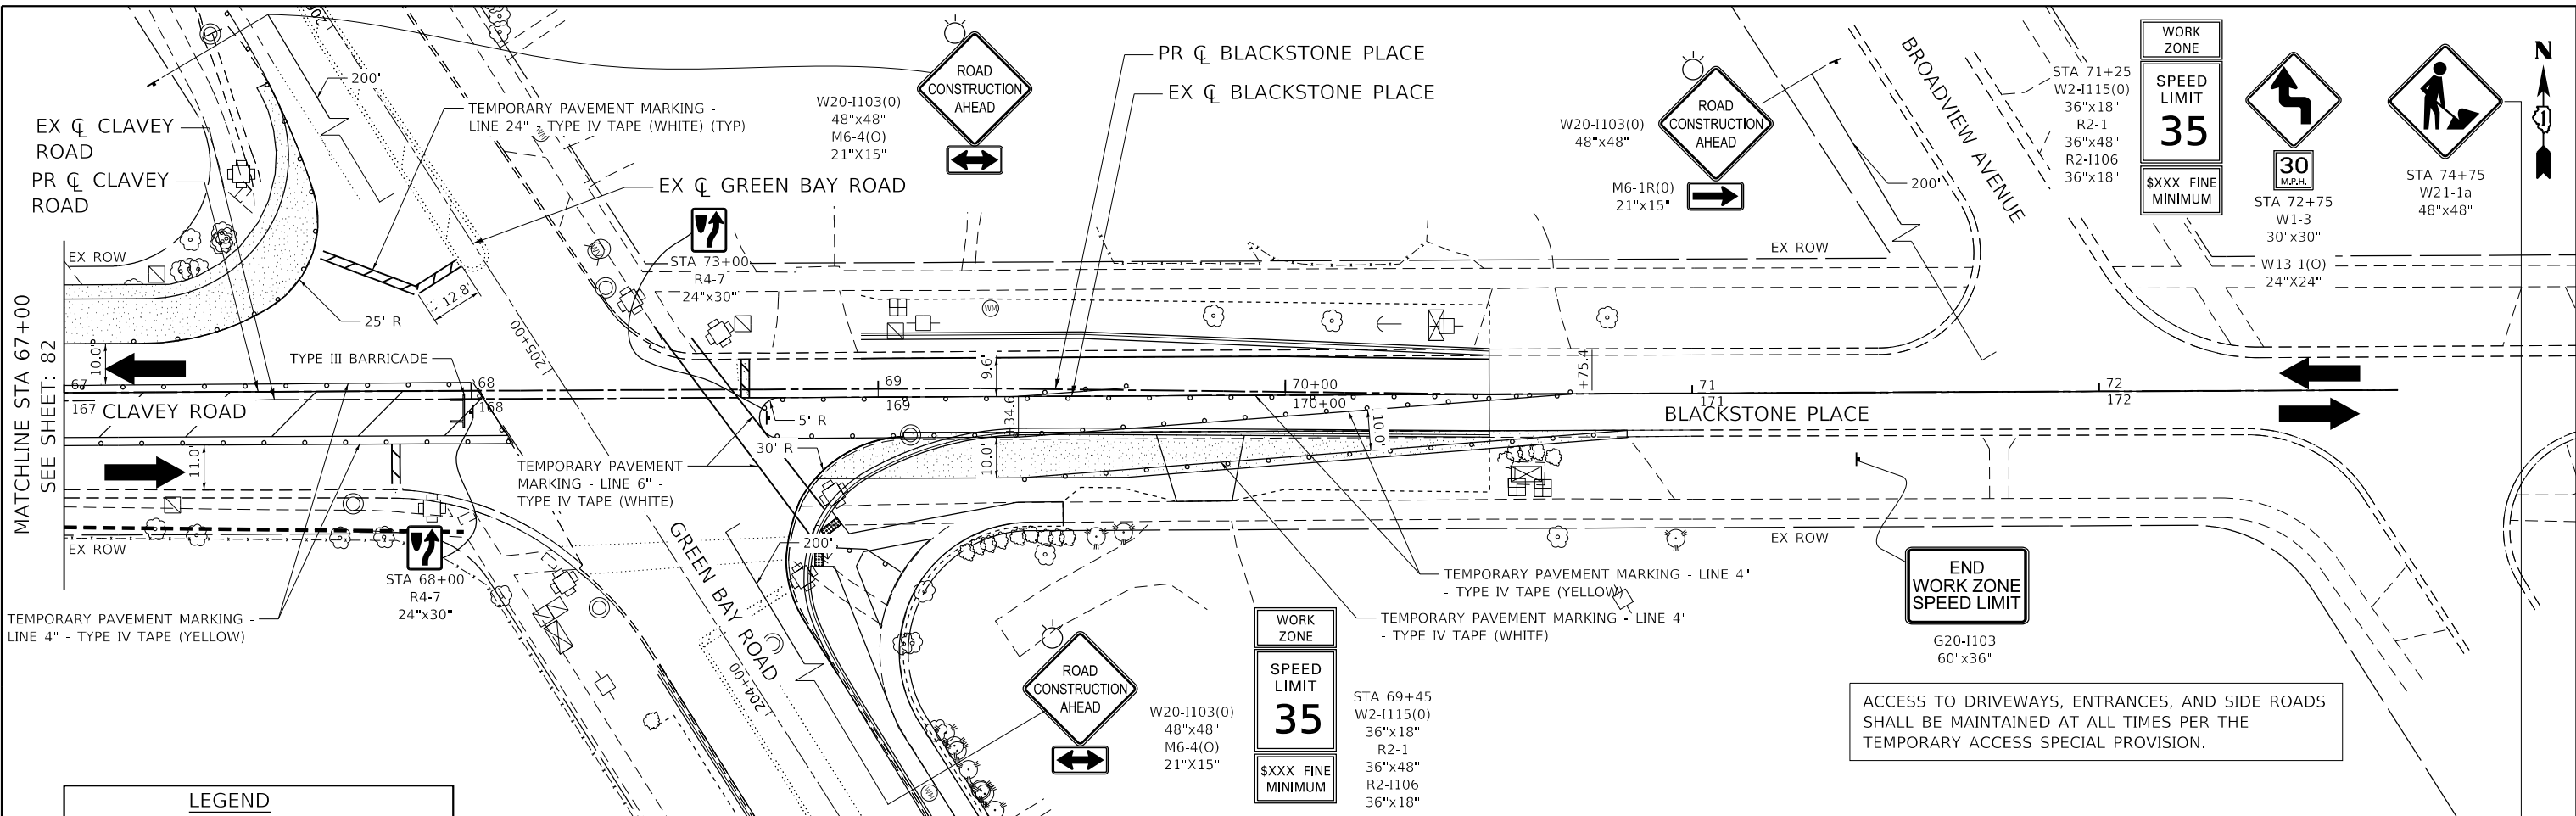 EX ℄ CLAVEY
ROAD
PR ℄ CLAVEY
ROAD
200'
TEMPORARY PAVEMENT MARKING -
LINE 24" - TYPE IV TAPE (WHITE) (TYP)
W20-I103(0)
48"x48"
M6-4(O)
21"X15"
ROAD
CONSTRUCTION
AHEAD
PR ℄ BLACKSTONE PLACE
EX ℄ BLACKSTONE PLACE
EX ℄ GREEN BAY ROAD
W20-I103(0)
48"x48"
M6-1R(0)
21"x15"
ROAD
CONSTRUCTION
AHEAD
200'
BROADVIEW AVENUE
STA 71+25
W2-I115(0)
36"x18"
R2-1
36"x48"
R2-I106
36"x18"
WORK
ZONE
SPEED
LIMIT
35
$XXX FINE
MINIMUM
30
M.P.H.
STA 72+75
W1-3
30"x30"
W13-1(O)
24"X24"
STA 74+75
W21-1a
48"x48"
N
1
EX ROW
STA 73+00
R4-7
24"x30"
EX ROW
MATCHLINE STA 67+00
SEE SHEET: 82
12.8'
25' R
205+00
WM
WM
WM
10.0'
TYPE III BARRICADE
67
167
CLAVEY ROAD
68
168
69
169
9.6'
34.6
70+00
170+00
+75.4
71
171
BLACKSTONE PLACE
72
172
5' R
30' R
10.0'
10.0'
11.0'
TEMPORARY PAVEMENT
MARKING - LINE 6" -
TYPE IV TAPE (WHITE)
EX ROW
EX ROW
STA 68+00
R4-7
24"x30"
GREEN BAY ROAD
204+00
200'
TEMPORARY PAVEMENT MARKING -
LINE 4" - TYPE IV TAPE (YELLOW)
TEMPORARY PAVEMENT MARKING - LINE 4"
- TYPE IV TAPE (YELLOW)
TEMPORARY PAVEMENT MARKING - LINE 4"
- TYPE IV TAPE (WHITE)
END
WORK ZONE
SPEED LIMIT
G20-I103
60"x36"
ROAD
CONSTRUCTION
AHEAD
W20-I103(0)
48"x48"
M6-4(O)
21"X15"
WORK
ZONE
SPEED
LIMIT
35
$XXX FINE
MINIMUM
STA 69+45
W2-I115(0)
36"x18"
R2-1
36"x48"
R2-I106
36"x18"
WM
ACCESS TO DRIVEWAYS, ENTRANCES, AND SIDE ROADS
SHALL BE MAINTAINED AT ALL TIMES PER THE
TEMPORARY ACCESS SPECIAL PROVISION.
LEGEND